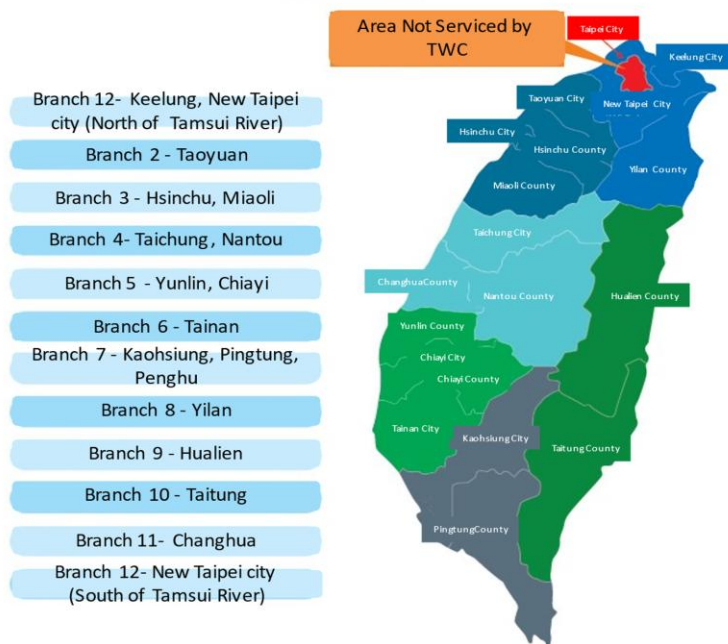 Area Not Serviced by
TWC
Taipei City
Keelung City
New Taipei City
Taoyuan City
Hsinchu City
Hsinchu County
Yilan County
Miaoli County
Taichung City
Changhua County
Nantou County
Hualien County
Yunlin County
Chiayi City
Chiayi County
Tainan City
Kaohsiung City
Taitung County
Pingtung County
Branch 12- Keelung, New Taipei
city (North of Tamsui River)
Branch 2 - Taoyuan
Branch 3 - Hsinchu, Miaoli
Branch 4- Taichung, Nantou
Branch 5 - Yunlin, Chiayi
Branch 6 - Tainan
Branch 7 - Kaohsiung, Pingtung,
Penghu
Branch 8 - Yilan
Branch 9 - Hualien
Branch 10 - Taitung
Branch 11- Changhua
Branch 12- New Taipei city
(South of Tamsui River)